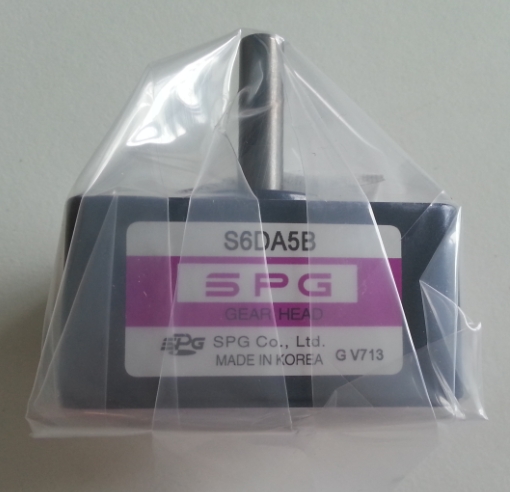 S6DA5B
SPG
GEAR HEAD
SPG SPG Co., Ltd.
MADE IN KOREA G V713